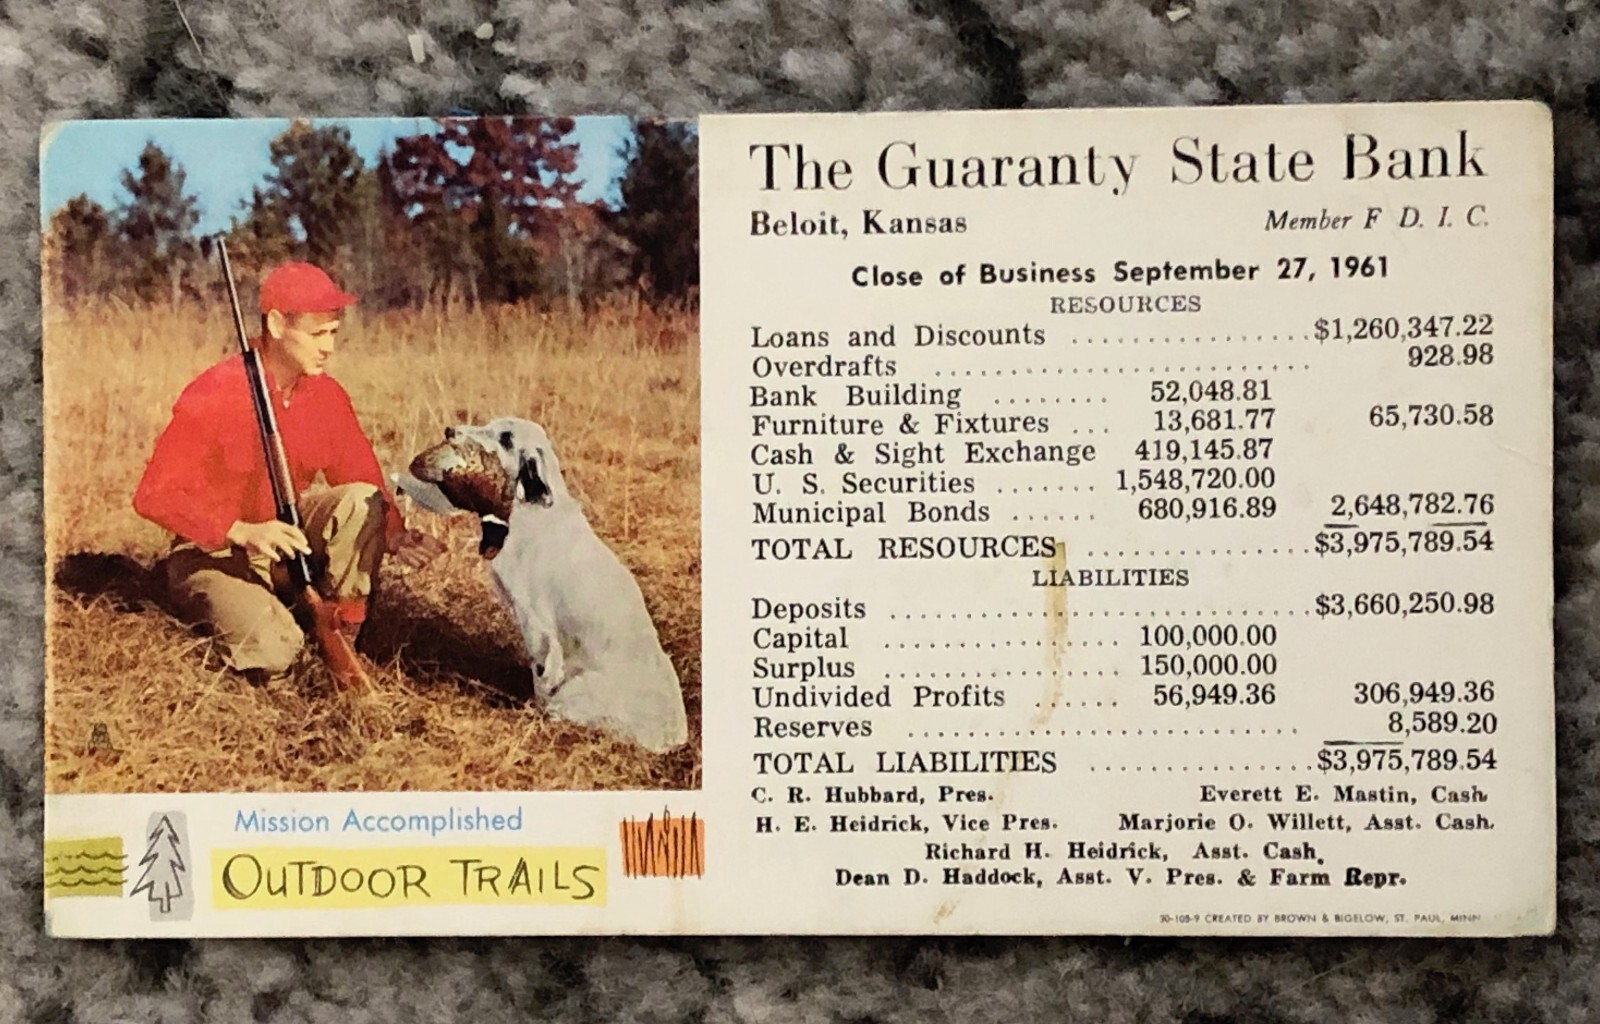 The Guaranty State Bank
Beloit, Kansas Member F D. I. C.
Close of Business September 27, 1961
RESOURCES
Loans and Discounts ............... $1,260,347.22
Overdrafts ........................ 928.98
Bank Building ........ 52,048.81
Furniture & Fixtures ... 13,681.77 65,730.58
Cash & Sight Exchange 419,145.87
U. S. Securities ....... 1,548,720.00
Municipal Bonds ...... 680,916.89 2,648,782.76
TOTAL RESOURCES .............. $3,975,789.54
LIABILITIES
Deposits ............................ $3,660,250.98
Capital ................ 100,000.00
Surplus ................ 150,000.00
Undivided Profits ...... 56,949.36 306,949.36
Reserves .......................... 8,589.20
TOTAL LIABILITIES .............. $3,975,789.54
C. R. Hubbard, Pres. Everett E. Mastin, Cash.
H. E. Heidrick, Vice Pres. Marjorie O. Willett, Asst. Cash.
Richard H. Heidrick, Asst. Cash.
Dean D. Haddock, Asst. V. Pres. & Farm Repr.
Mission Accomplished
OUTDOOR TRAILS
30-105-9 CREATED BY BROWN & BIGELOW, ST. PAUL, MINN